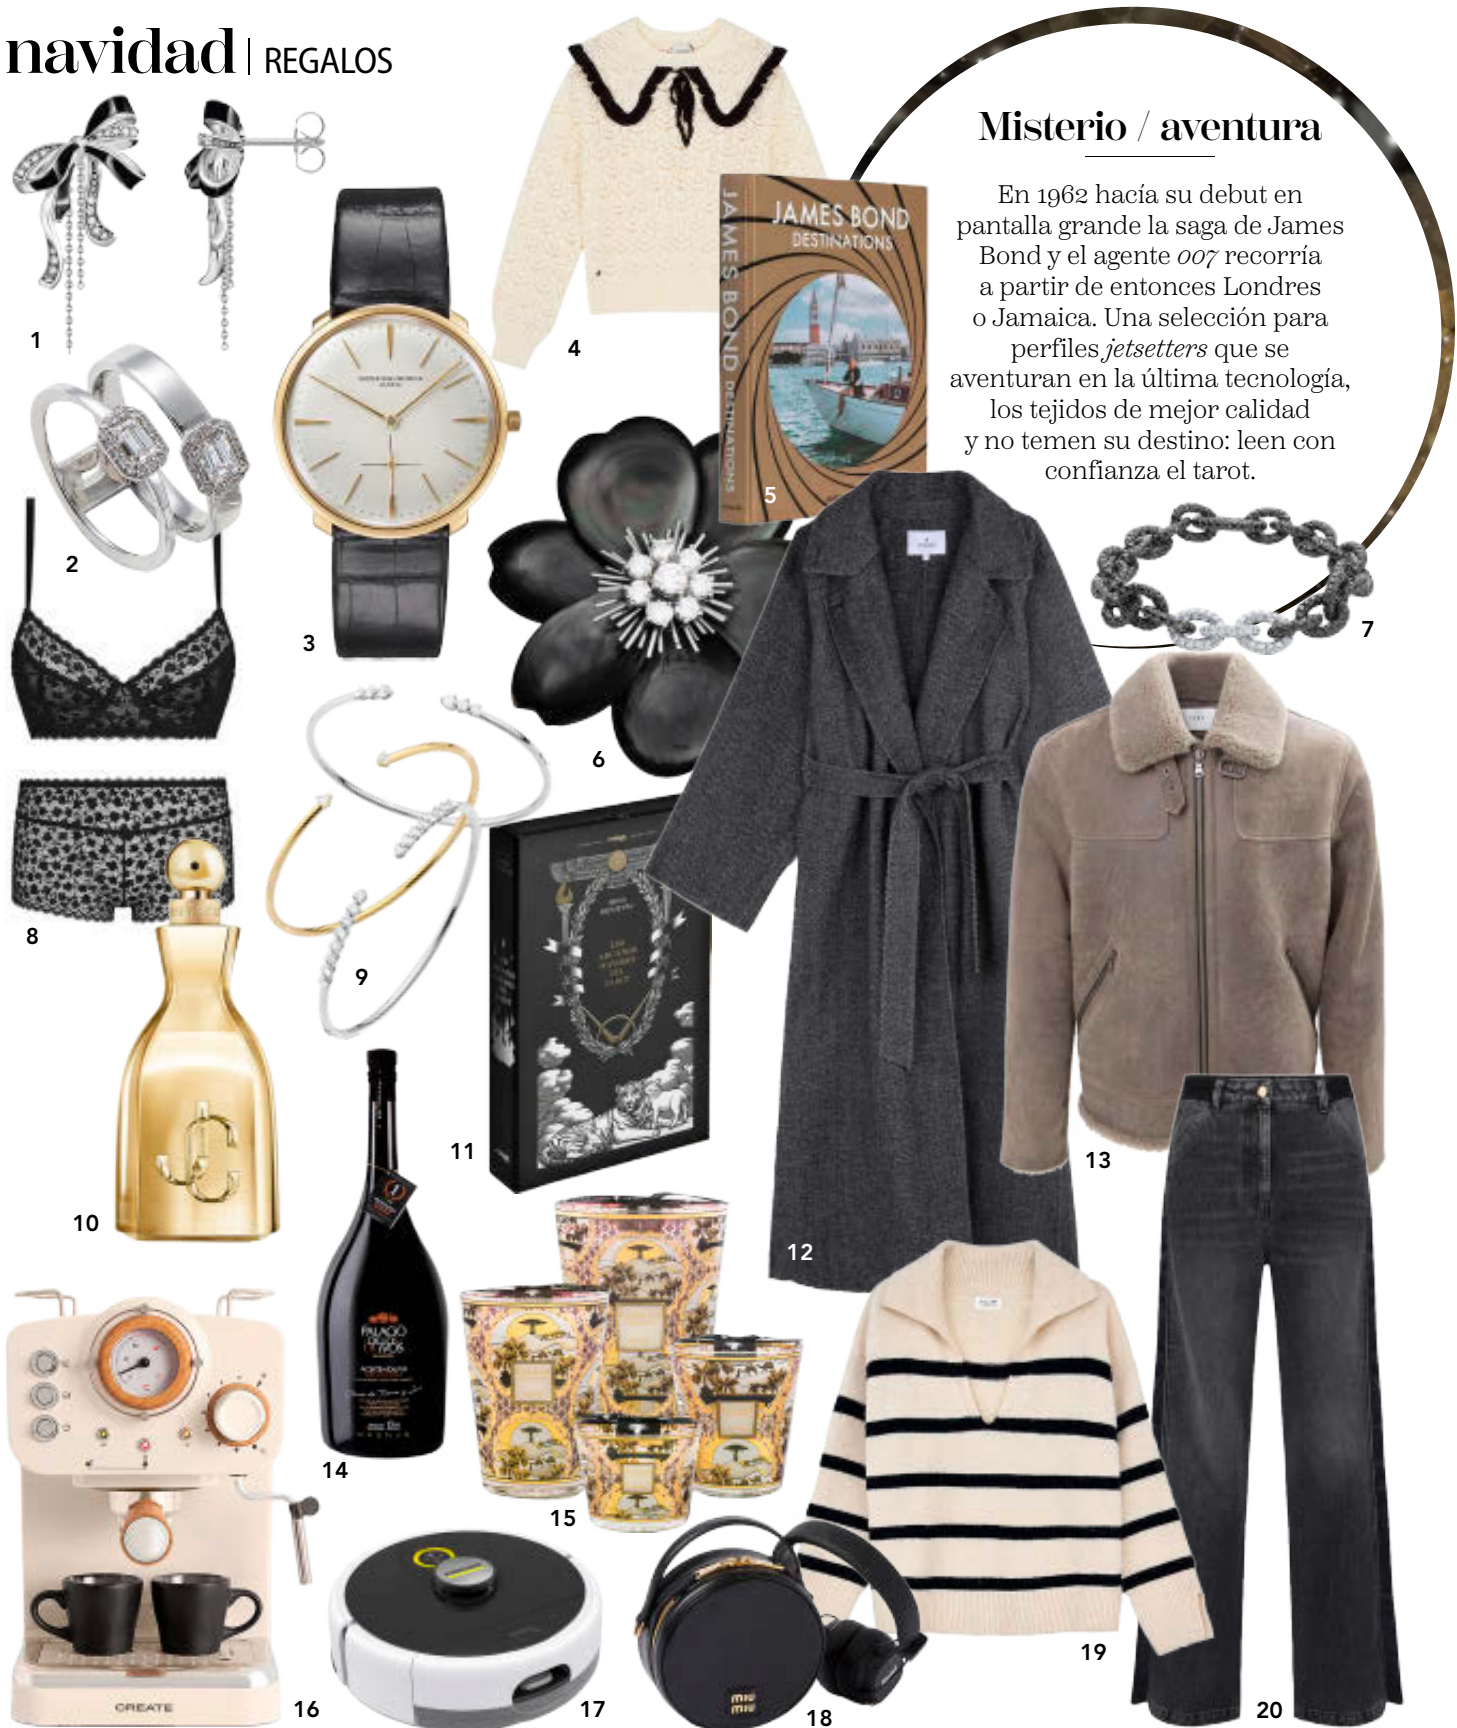 navidad | REGALOS
Misterio / aventura
En 1962 hacía su debut en
pantalla grande la saga de James
Bond y el agente 007 recorría
a partir de entonces Londres
o Jamaica. Una selección para
perfiles jetsetters que se
aventuran en la última tecnología,
los tejidos de mejor calidad
y no temen su destino: leen con
confianza el tarot.
1
2
3
4
JAMES BOND
DESTINATIONS
JAMES BOND DESTINATIONS
5
6
7
8
9
JC
10
11
12
13
14
15
CREATE
16
17
miu
miu
18
19
20